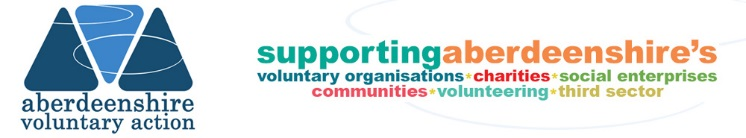 aberdeenshire
voluntary action
supportingaberdeenshire's
voluntary organisations★charities★social enterprises
communities★volunteering★third sector